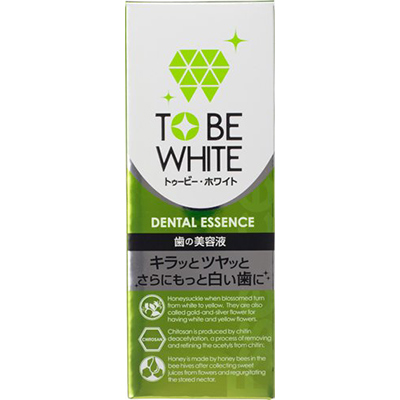 TO BE
WHITE
トゥービー・ホワイト
DENTAL ESSENCE
歯の美容液
キラッとツヤッと
さらにもっと白い歯に
Honeysuckle when blossomed turn
from white to yellow. They are also
called gold-and-silver flower for
having white and yellow flowers.
CHITOSAN
Chitosan is produced by chitin
deacetylation, a process of removing
and refining the acetyls from chitin.
Honey is made by honey bees in the
bee hives after collecting sweet
juices from flowers and regurgitating
the stored nectar.